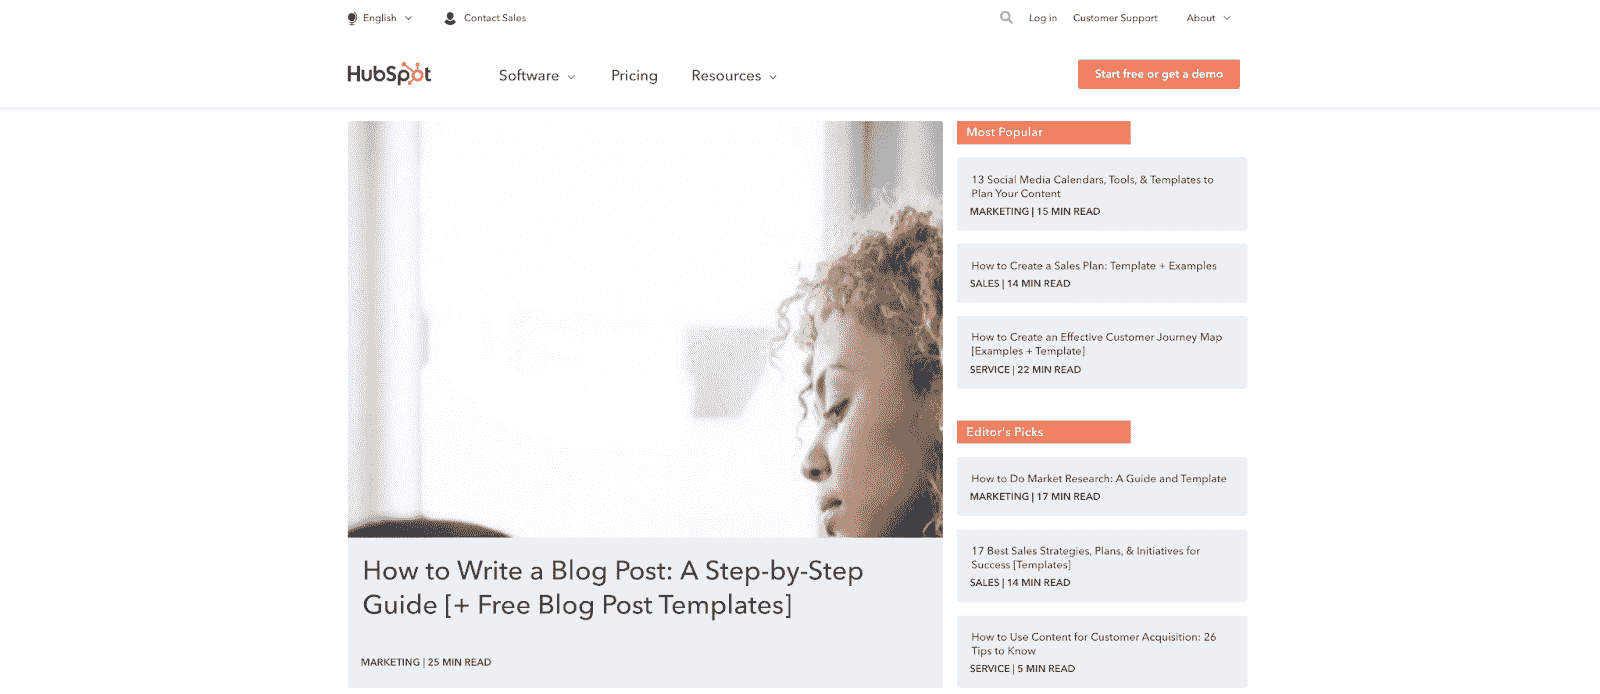 English
Contact Sales
Log in
Customer Support
About
HubSpot
Software
Pricing
Resources
Start free or get a demo
How to Write a Blog Post: A Step-by-Step
Guide [+ Free Blog Post Templates]
MARKETING | 25 MIN READ
Most Popular
13 Social Media Calendars, Tools, & Templates to
Plan Your Content
MARKETING | 15 MIN READ
How to Create a Sales Plan: Template + Examples
SALES | 14 MIN READ
How to Create an Effective Customer Journey Map
[Examples + Template]
SERVICE | 22 MIN READ
Editor's Picks
How to Do Market Research: A Guide and Template
MARKETING | 17 MIN READ
17 Best Sales Strategies, Plans, & Initiatives for
Success [Templates]
SALES | 14 MIN READ
How to Use Content for Customer Acquisition: 26
Tips to Know
SERVICE | 5 MIN READ